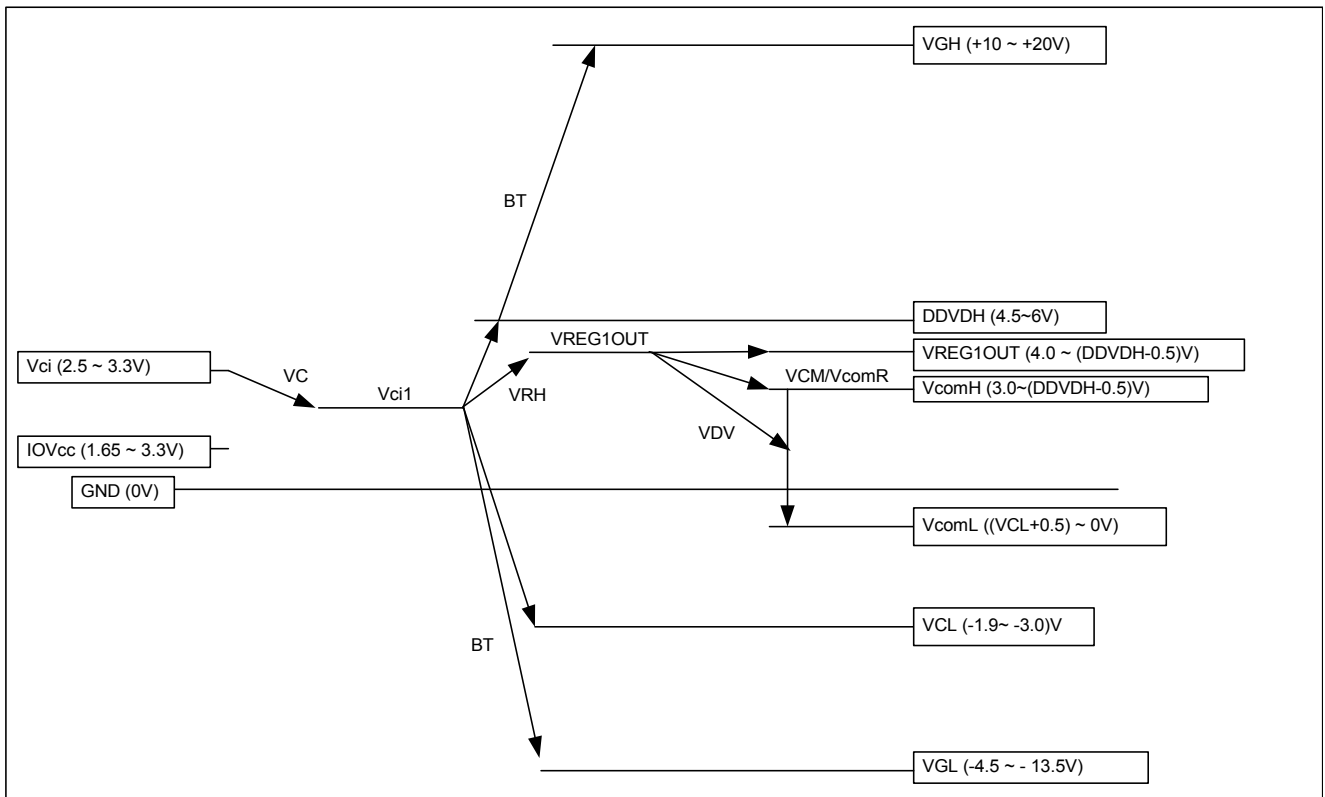 VGH (+10 ~ +20V)
BT
DDVDH (4.5~6V)
VREG1OUT
VREG1OUT (4.0 ~ (DDVDH-0.5)V)
Vci (2.5 ~ 3.3V)
VC
Vci1
VRH
VCM/VcomR
VcomH (3.0~(DDVDH-0.5)V)
VDV
IOVcc (1.65 ~ 3.3V)
GND (0V)
VcomL ((VCL+0.5) ~ 0V)
VCL (-1.9~ -3.0)V
BT
VGL (-4.5 ~ - 13.5V)